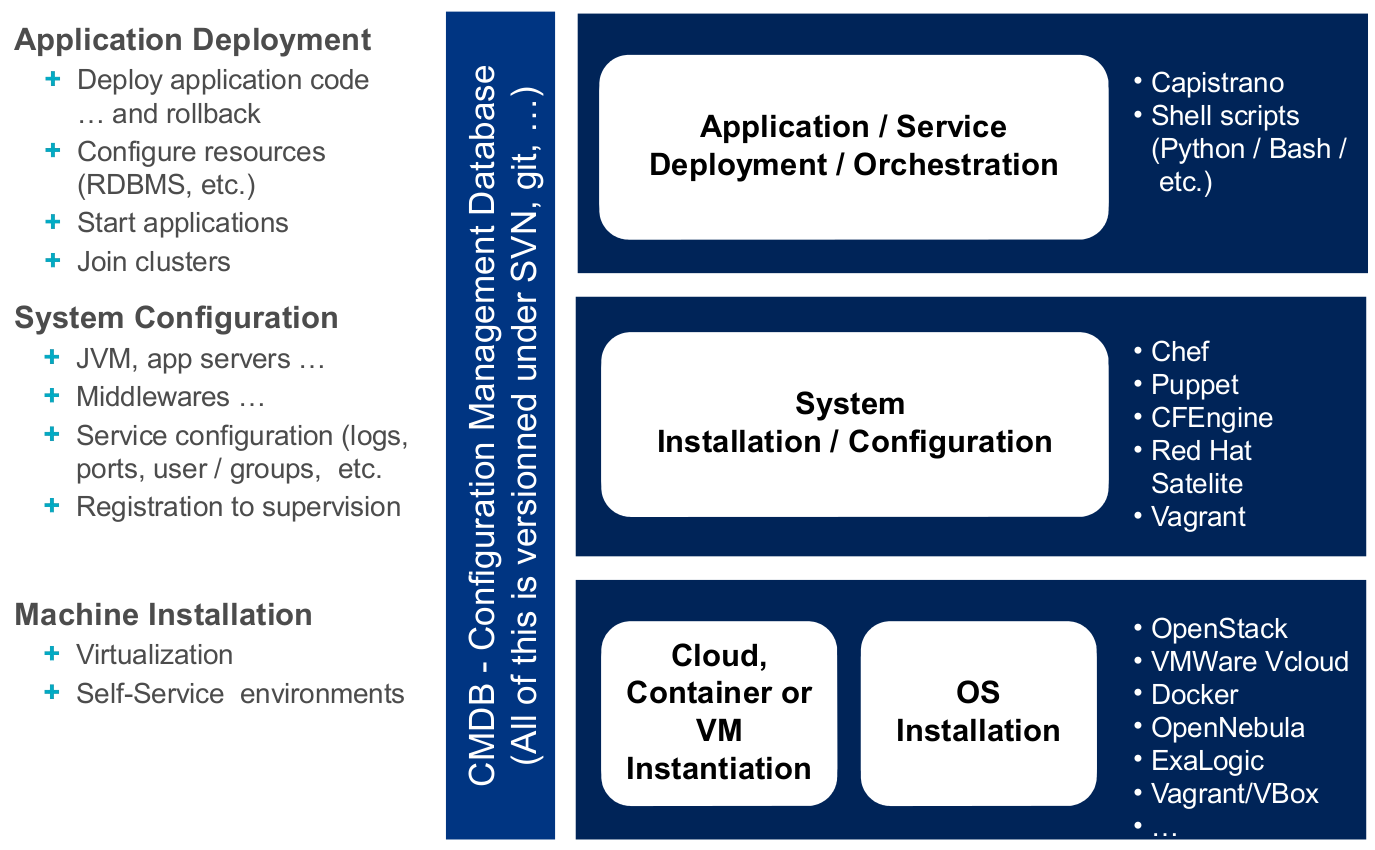 Application Deployment
+ Deploy application code
… and rollback
+ Configure resources
(RDBMS, etc.)
+ Start applications
+ Join clusters
System Configuration
+ JVM, app servers …
+ Middlewares …
+ Service configuration (logs,
ports, user / groups,  etc.
+ Registration to supervision
Machine Installation
+ Virtualization
+ Self-Service  environments
CMDB - Configuration Management Database
(All of this is versionned under SVN, git, …)
Application / Service
Deployment / Orchestration
• Capistrano
• Shell scripts
(Python / Bash /
etc.)
System
Installation / Configuration
• Chef
• Puppet
• CFEngine
• Red Hat
Satelite
• Vagrant
Cloud,
Container or
VM
Instantiation
OS
Installation
• OpenStack
• VMWare Vcloud
• Docker
• OpenNebula
• ExaLogic
• Vagrant/VBox
• …